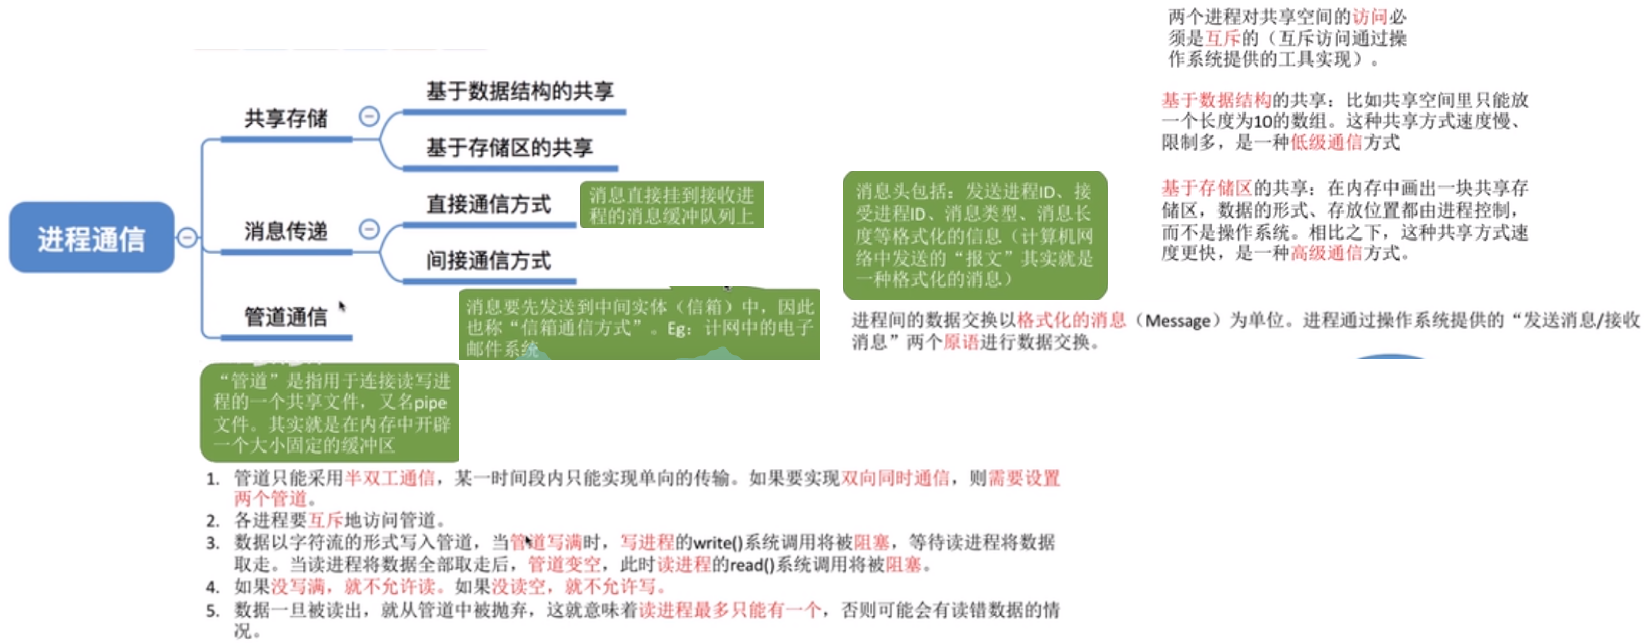 两个进程对共享空间的访问必
须是互斥的（互斥访问通过操
作系统提供的工具实现）。
基于数据结构的共享：比如共享空间里只能放
一个长度为10的数组。这种共享方式速度慢、
限制多，是一种低级通信方式
基于存储区的共享：在内存中画出一块共享存
储区，数据的形式、存放位置都由进程控制，
而不是操作系统。相比之下，这种共享方式速
度更快，是一种高级通信方式。
进程通信
共享存储
基于数据结构的共享
基于存储区的共享
消息传递
直接通信方式
消息直接挂到接收进
程的消息缓冲队列上
间接通信方式
消息要先发送到中间实体（信箱）中，因此
也称“信箱通信方式”。Eg：计网中的电子
邮件系统
消息头包括：发送进程ID、接
受进程ID、消息类型、消息长
度等格式化的信息（计算机网
络中发送的“报文”其实就是
一种格式化的消息）
进程间的数据交换以格式化的消息（Message）为单位。进程通过操作系统提供的“发送消息/接收
消息”两个原语进行数据交换。
管道通信
“管道”是指用于连接读写进
程的一个共享文件，又名pipe
文件。其实就是在内存中开辟
一个大小固定的缓冲区
1. 管道只能采用半双工通信，某一时间段内只能实现单向的传输。如果要实现双向同时通信，则需要设置
两个管道。
2. 各进程要互斥地访问管道。
3. 数据以字符流的形式写入管道，当管道写满时，写进程的write()系统调用将被阻塞，等待读进程将数据
取走。当读进程将数据全部取走后，管道变空，此时读进程的read()系统调用将被阻塞。
4. 如果没写满，就不允许读。如果没读空，就不允许写。
5. 数据一旦被读出，就从管道中被抛弃，这就意味着读进程最多只能有一个，否则可能会有读错数据的情
况。